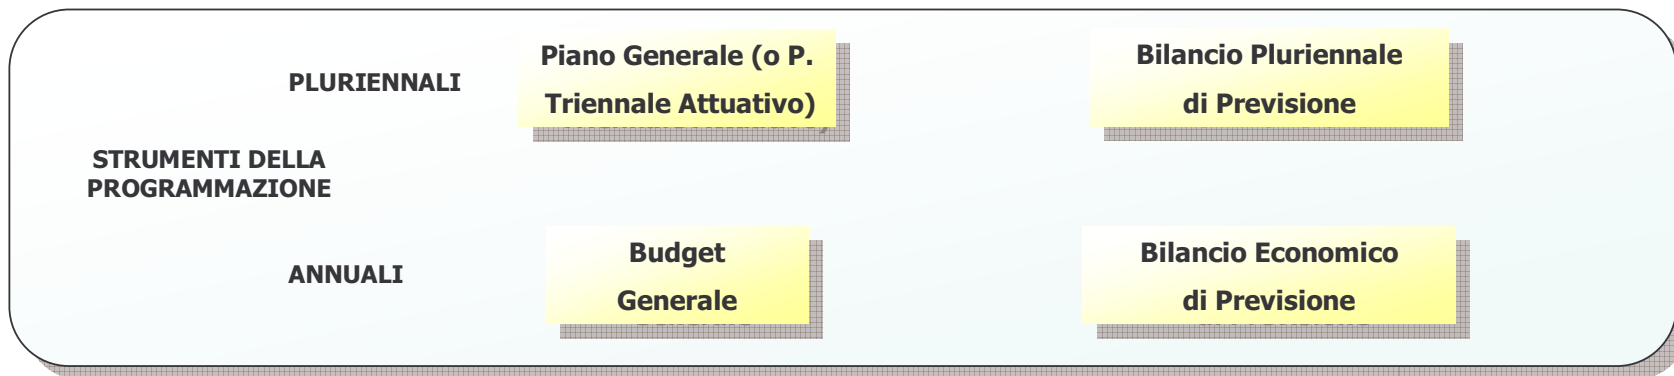 PLURIENNALI
Piano Generale (o P.
Triennale Attuativo)
Bilancio Pluriennale
di Previsione
STRUMENTI DELLA
PROGRAMMAZIONE
ANNUALI
Budget
Generale
Bilancio Economico
di Previsione